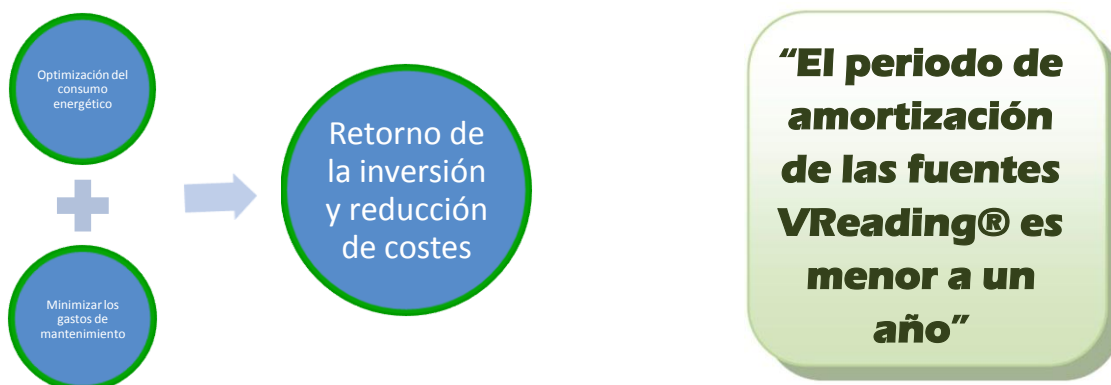 Optimización del
consumo
energético
Minimizar los
gastos de
mantenimiento
Retorno de
la inversión
y reducción
de costes
“El periodo de
amortización
de las fuentes
VReading® es
menor a un
año”